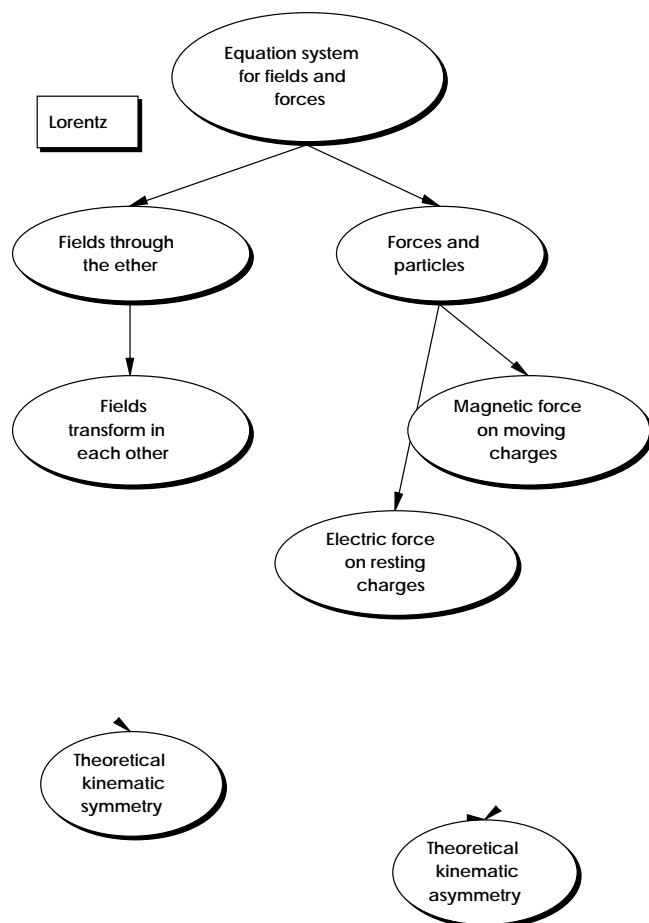 Equation system
for fields and
forces
Lorentz
Fields through
the ether
Forces and
particles
Fields
transform in
each other
Magnetic force
on moving
charges
Electric force
on resting
charges
Theoretical
kinematic
symmetry
Theoretical
kinematic
asymmetry